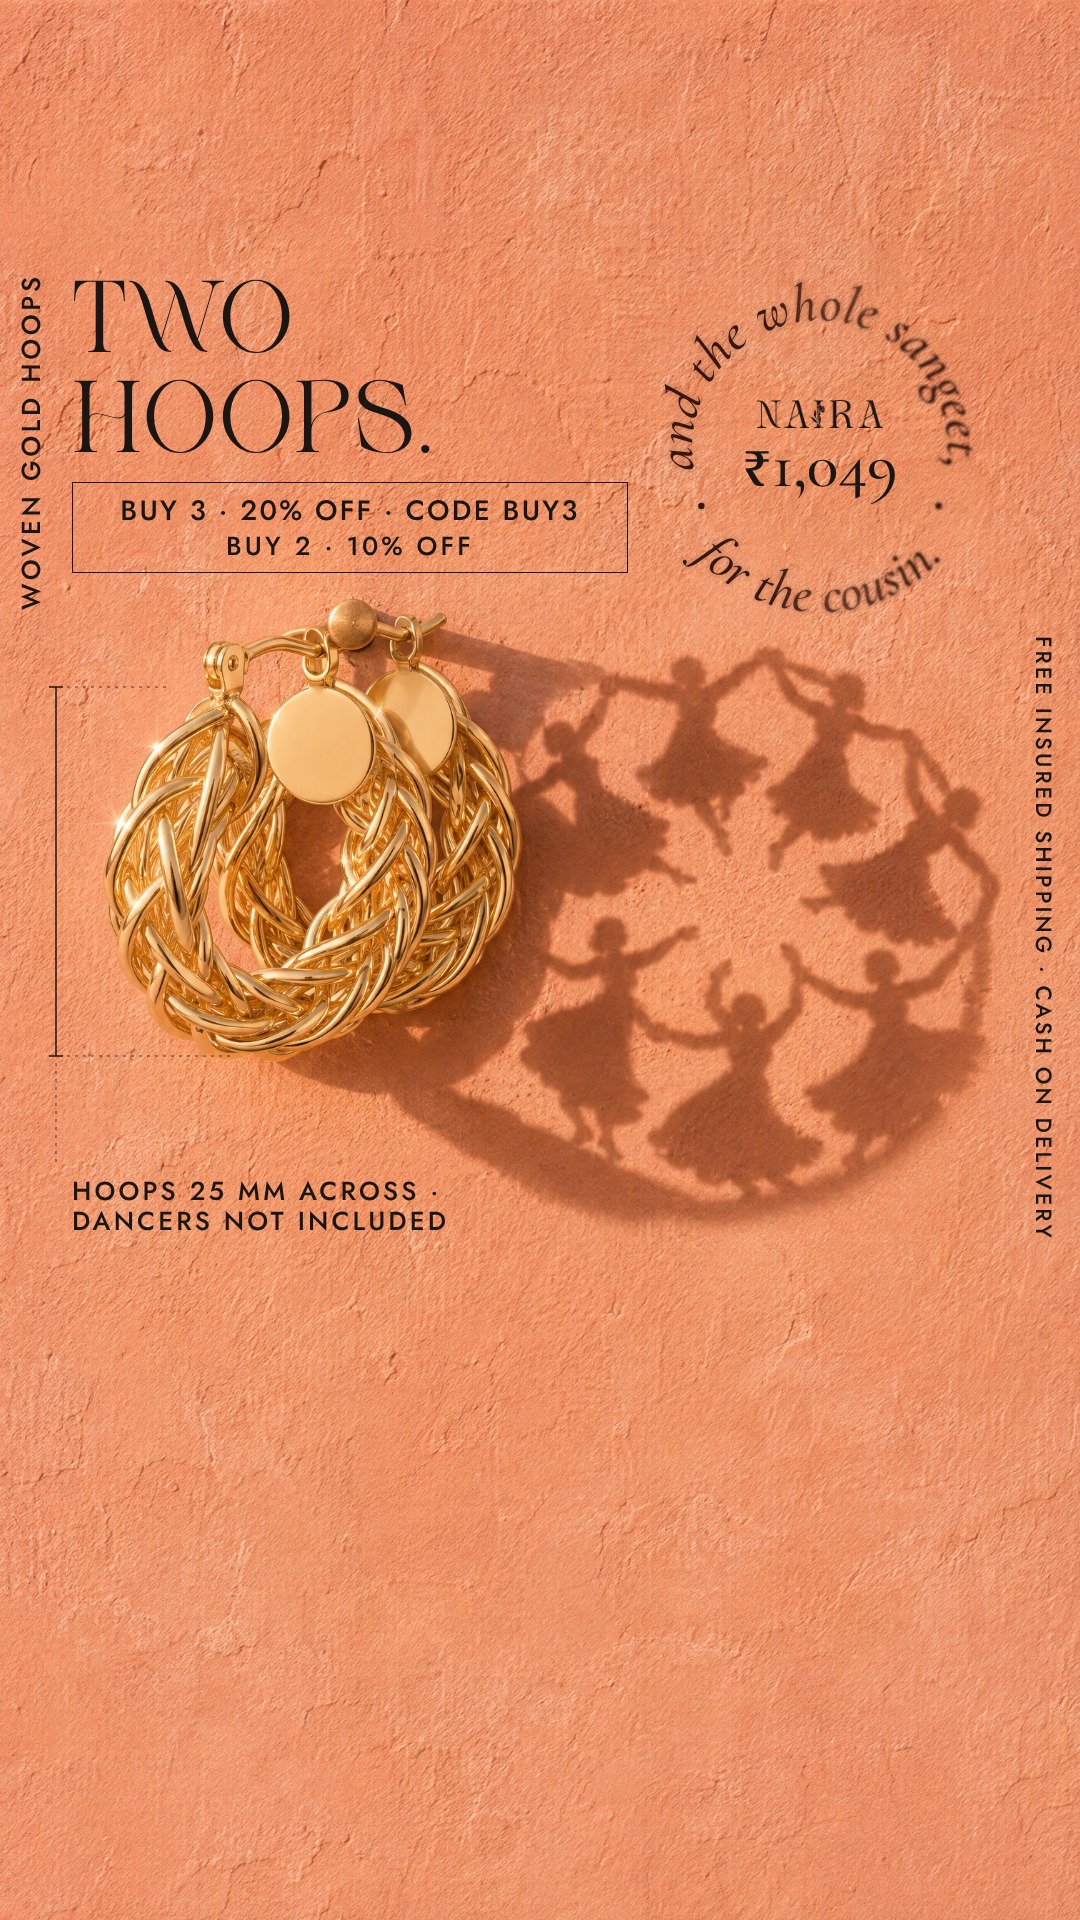 WOVEN GOLD HOOPS
TWO
HOOPS.
BUY 3 · 20% OFF · CODE BUY3
BUY 2 · 10% OFF
and the whole sangeet,
NAIRA
₹1,049
· for the cousin. ·
FREE INSURED SHIPPING · CASH ON DELIVERY
HOOPS 25 MM ACROSS ·
DANCERS NOT INCLUDED